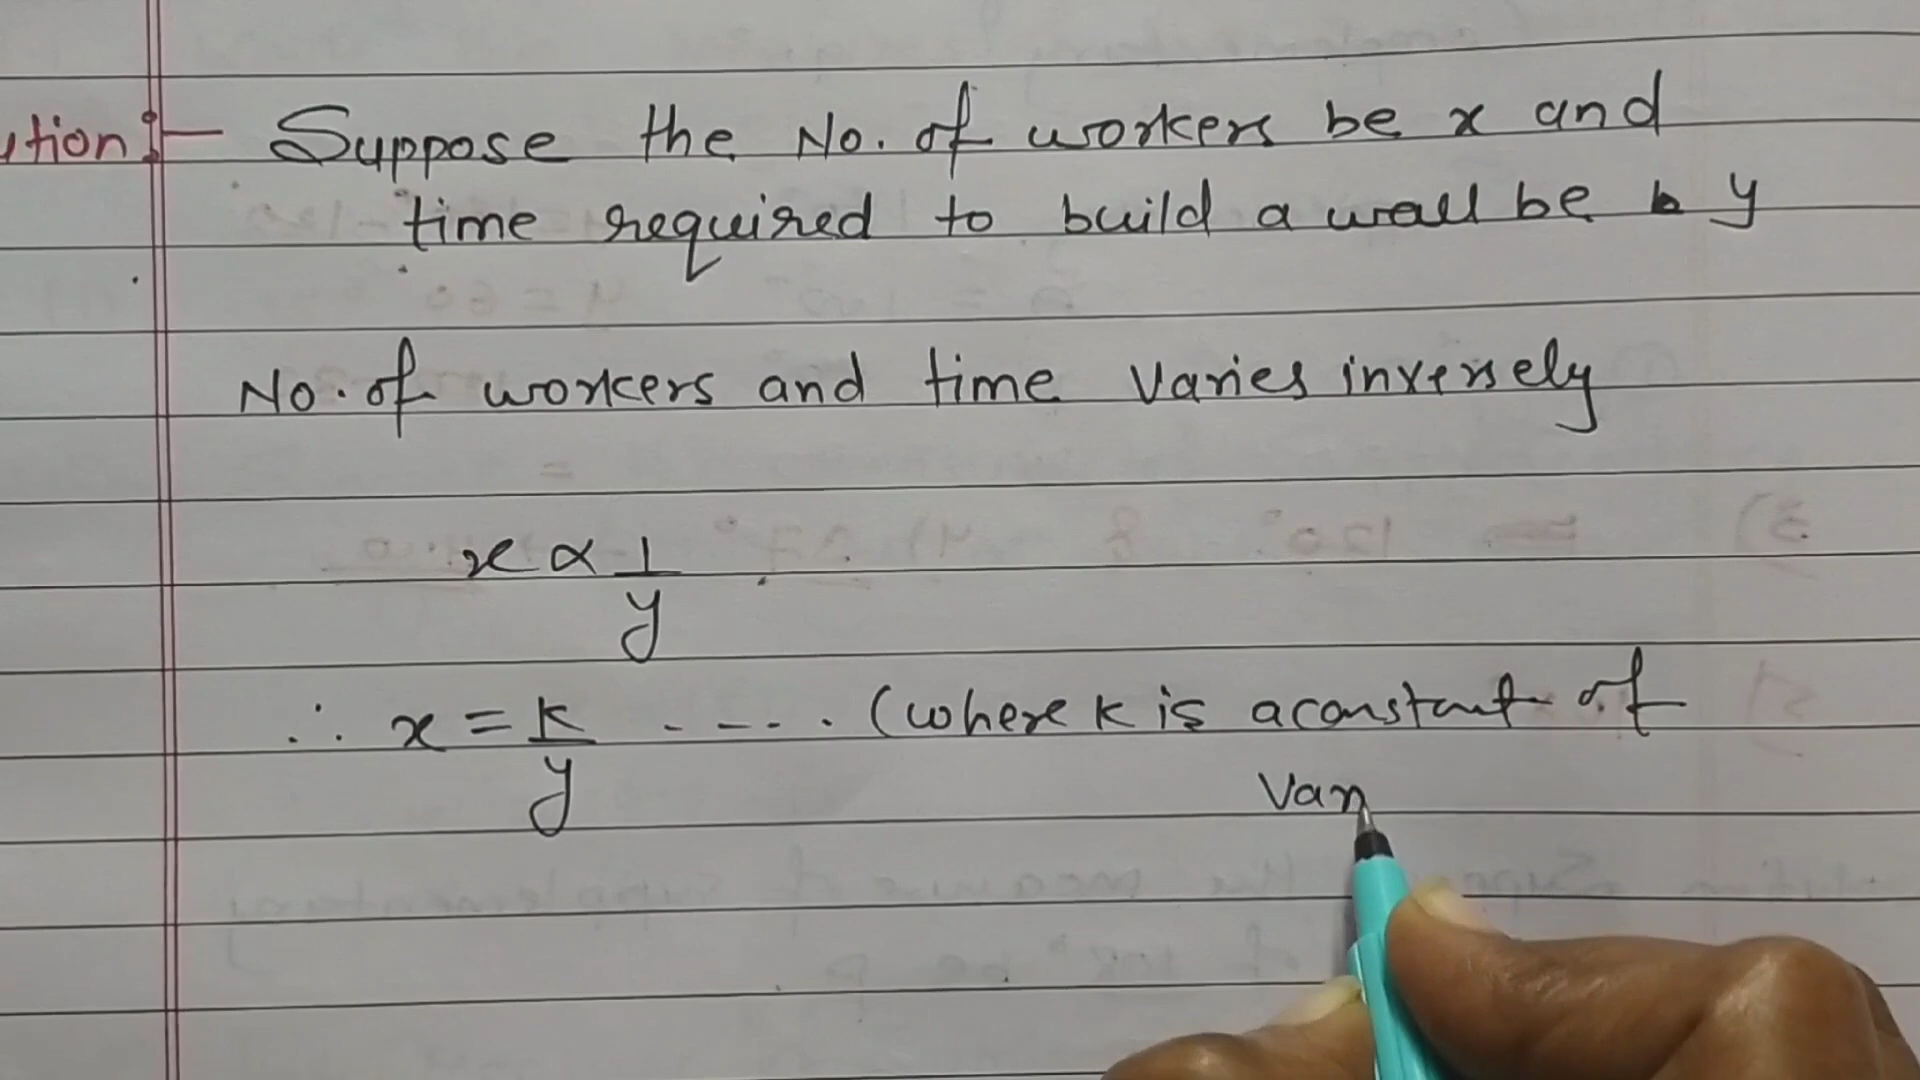 ution:- Suppose the No. of workers be x and
time required to build a wall be b y
No. of workers and time varies inversely
x ∝ 1/y
∴ x = k/y ..... (where k is a constant of
Vari